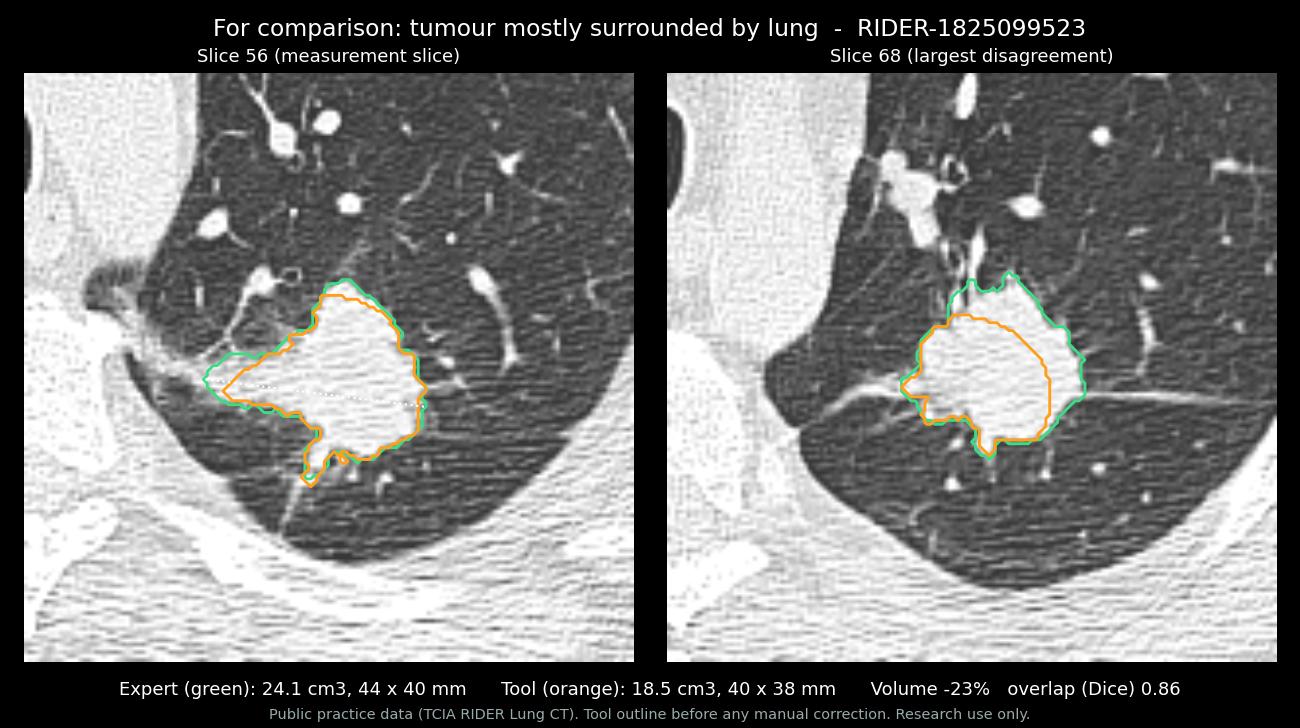 For comparison: tumour mostly surrounded by lung - RIDER-1825099523
Slice 56 (measurement slice)
Slice 68 (largest disagreement)
Expert (green): 24.1 cm3, 44 x 40 mm Tool (orange): 18.5 cm3, 40 x 38 mm Volume -23% overlap (Dice) 0.86
Public practice data (TCIA RIDER Lung CT). Tool outline before any manual correction. Research use only.